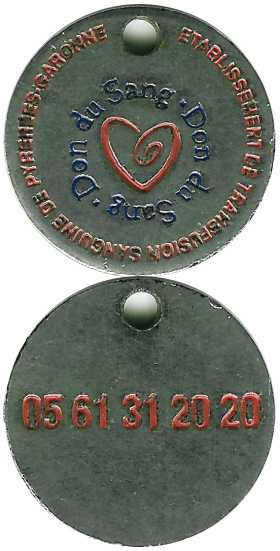 ETABLISSEMENT DE TRANSFUSION SANGUINE DE PYRENEES-GARONNE
Don du Sang · Don du Sang ·
05 61 31 20 20